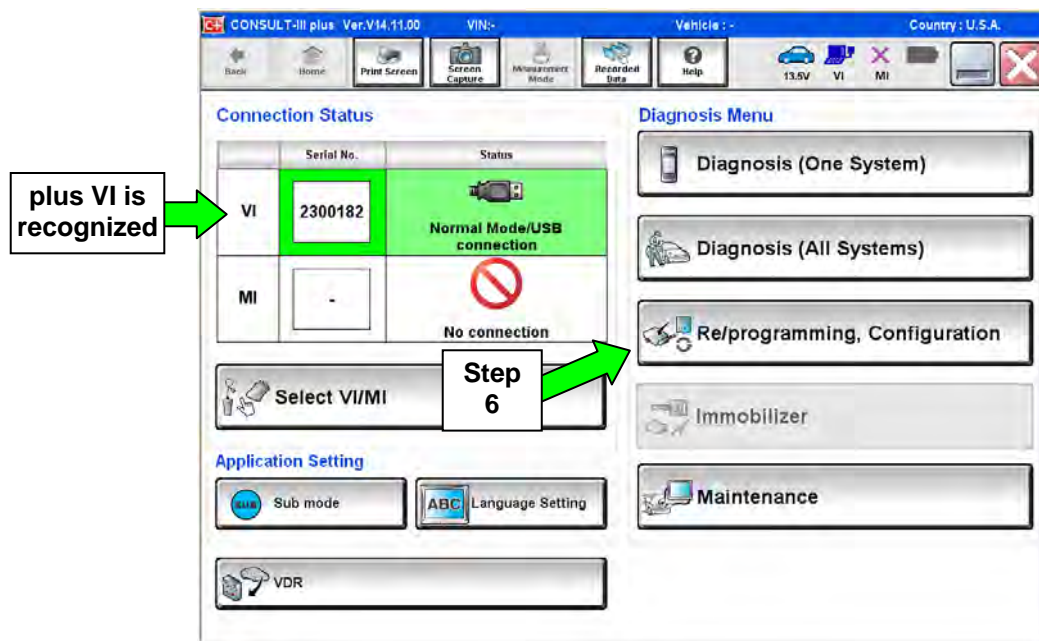 C+ CONSULT-III plus Ver.V14.11.00 VIN:- Vehicle : - Country : U.S.A.
Back Home Print Screen Screen Capture Measurement Mode Recorded Data Help 13.5V VI MI
Connection Status
Serial No. Status
plus VI is
recognized
VI 2300182 Normal Mode/USB
connection
MI - No connection
Select VI/MI
Step
6
Application Setting
SUB Sub mode ABC Language Setting
VDR
Diagnosis Menu
Diagnosis (One System)
Diagnosis (All Systems)
Re/programming, Configuration
Immobilizer
Maintenance